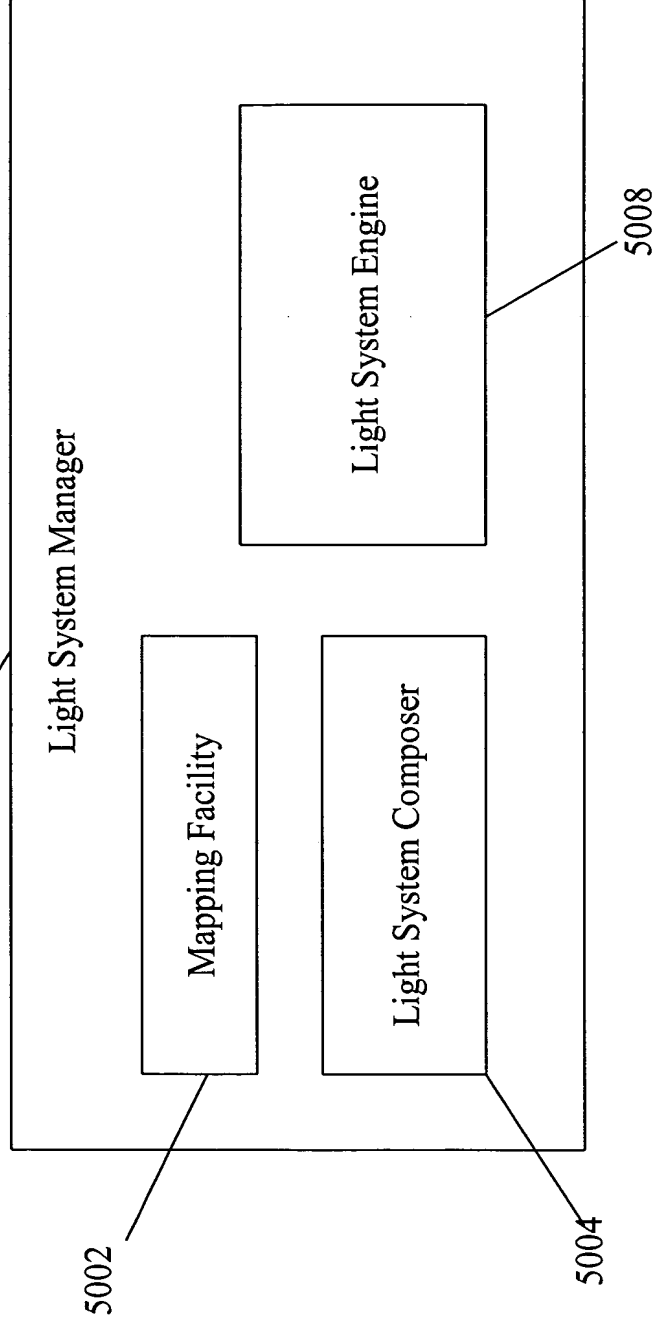 Light System Manager
5002
Mapping Facility
Light System Composer
5004
Light System Engine
5008